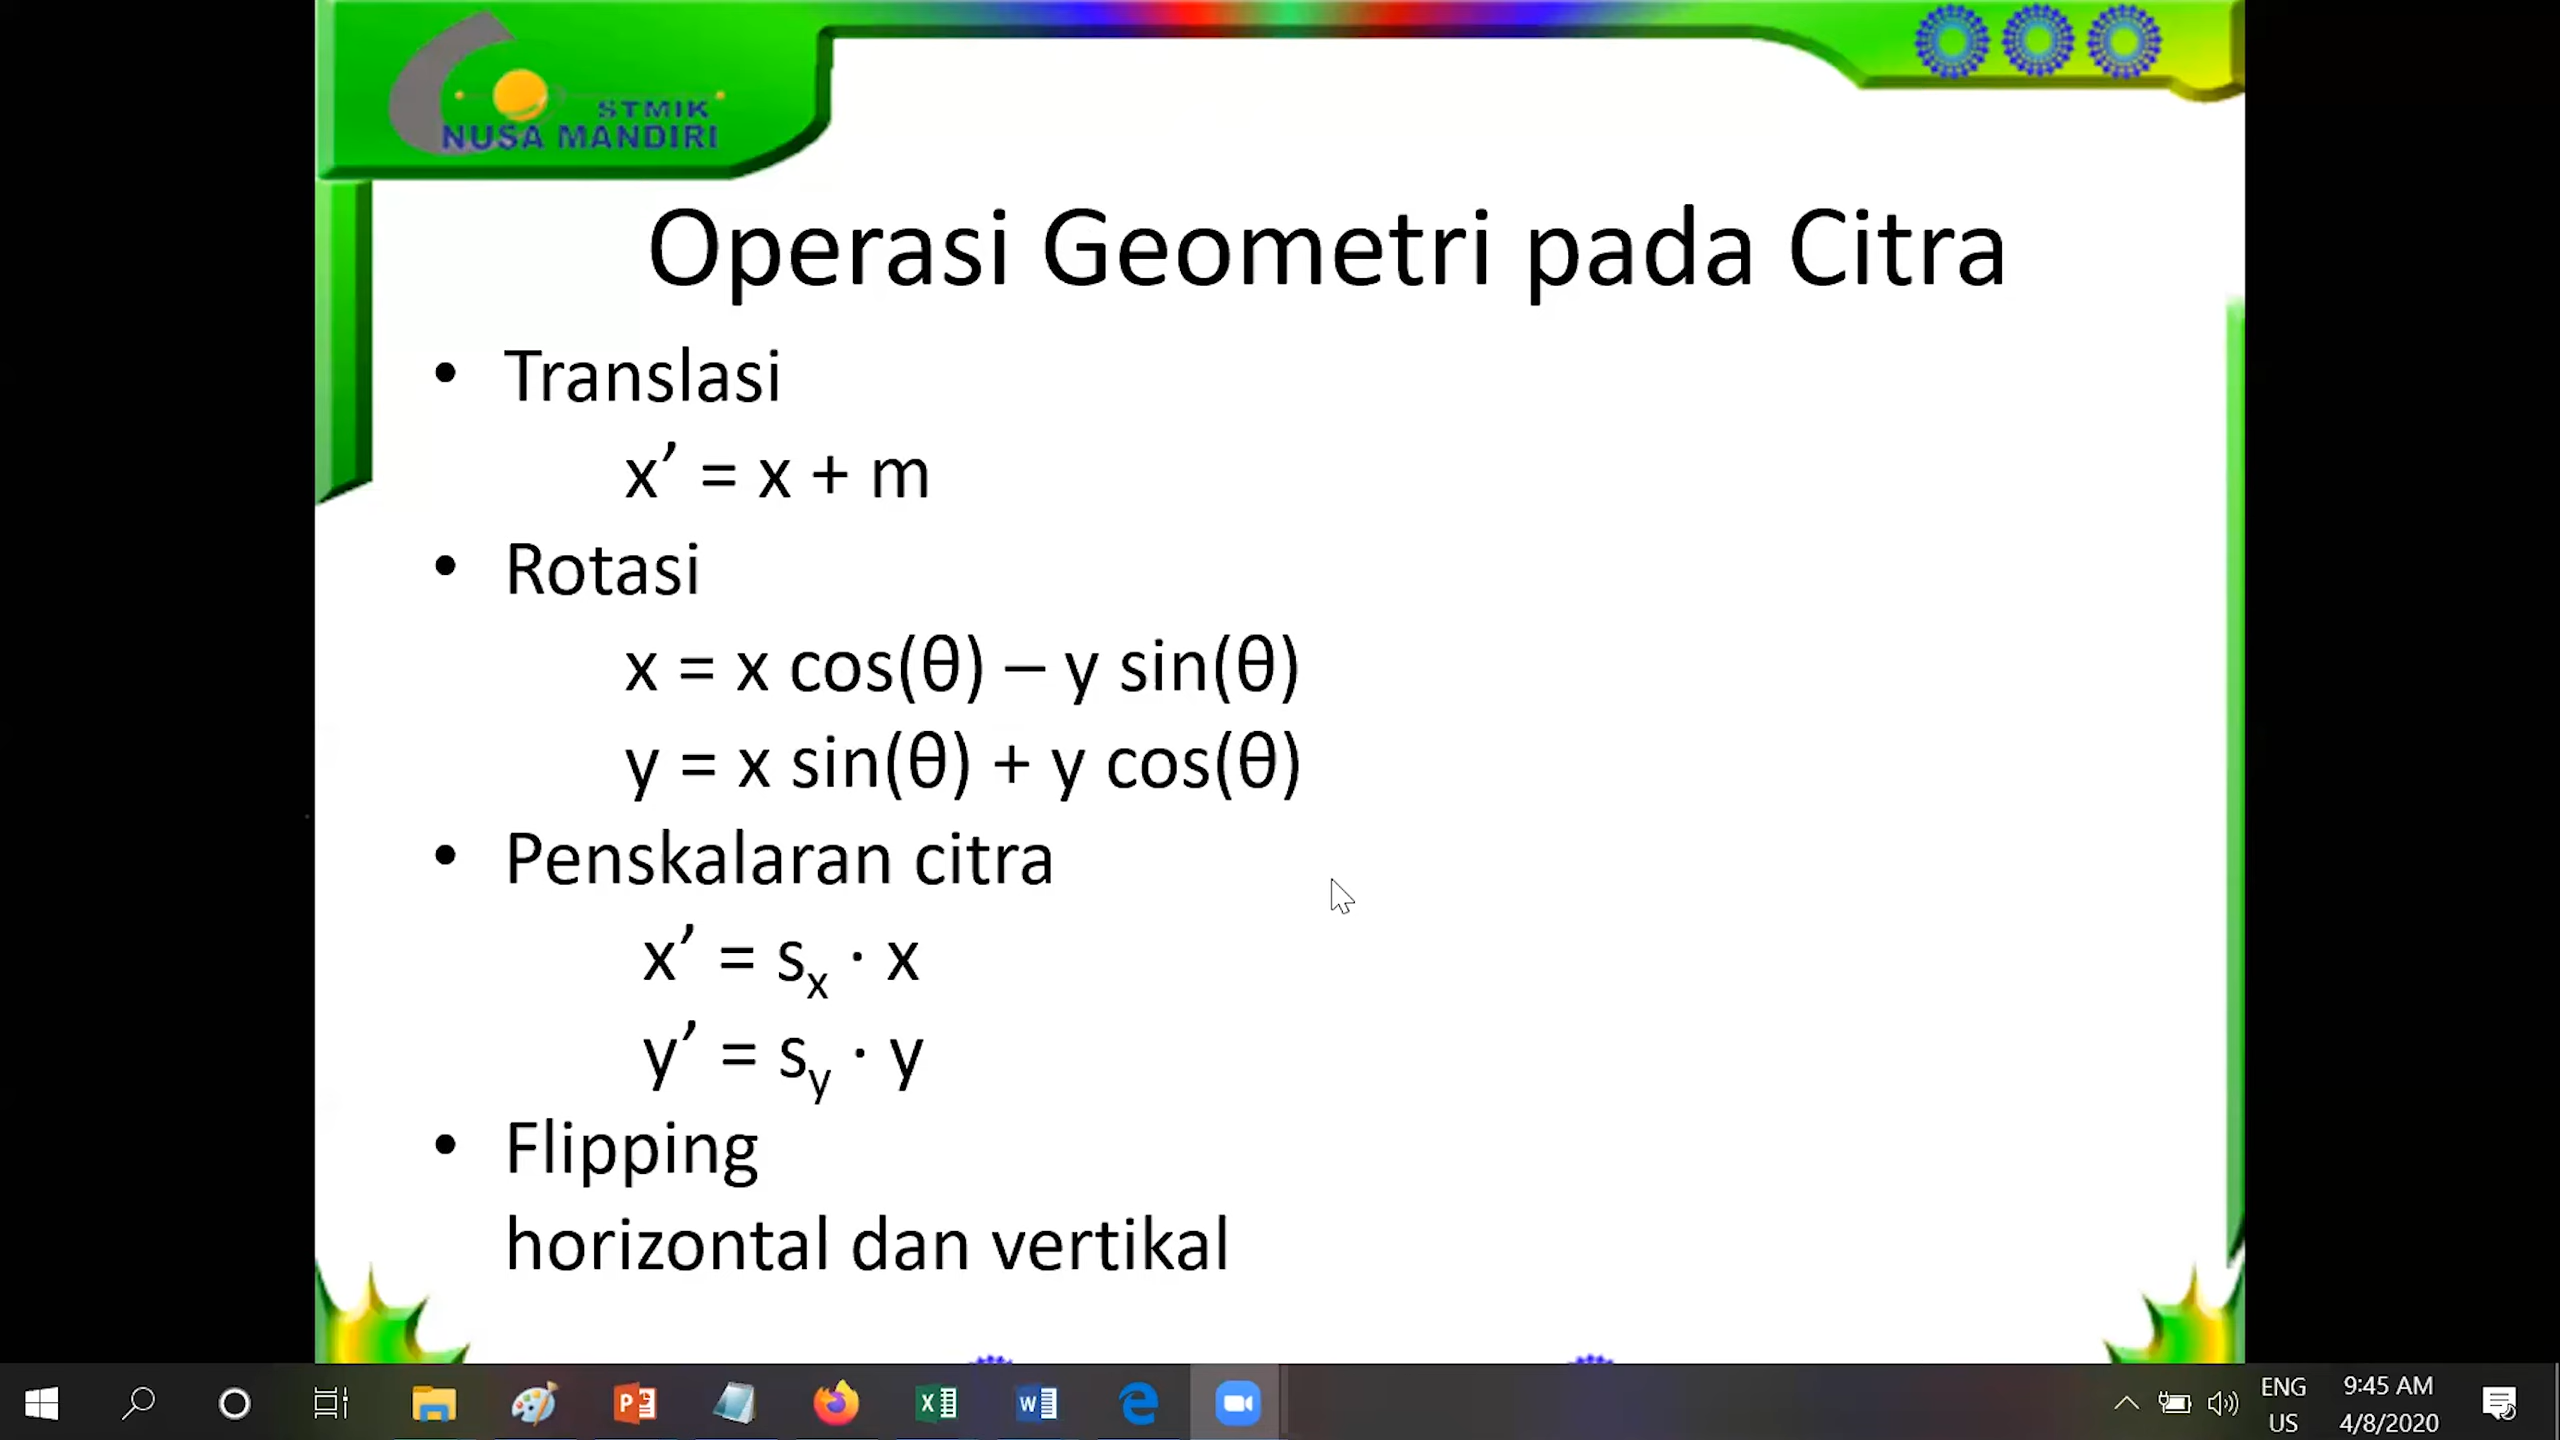 STMIK
NUSA MANDIRI
Operasi Geometri pada Citra
• Translasi
x’ = x + m
• Rotasi
x = x cos(θ) – y sin(θ)
y = x sin(θ) + y cos(θ)
• Penskalaran citra
x’ = sₓ · x
y’ = s_y · y
• Flipping
horizontal dan vertikal
ENG
US
9:45 AM
4/8/2020